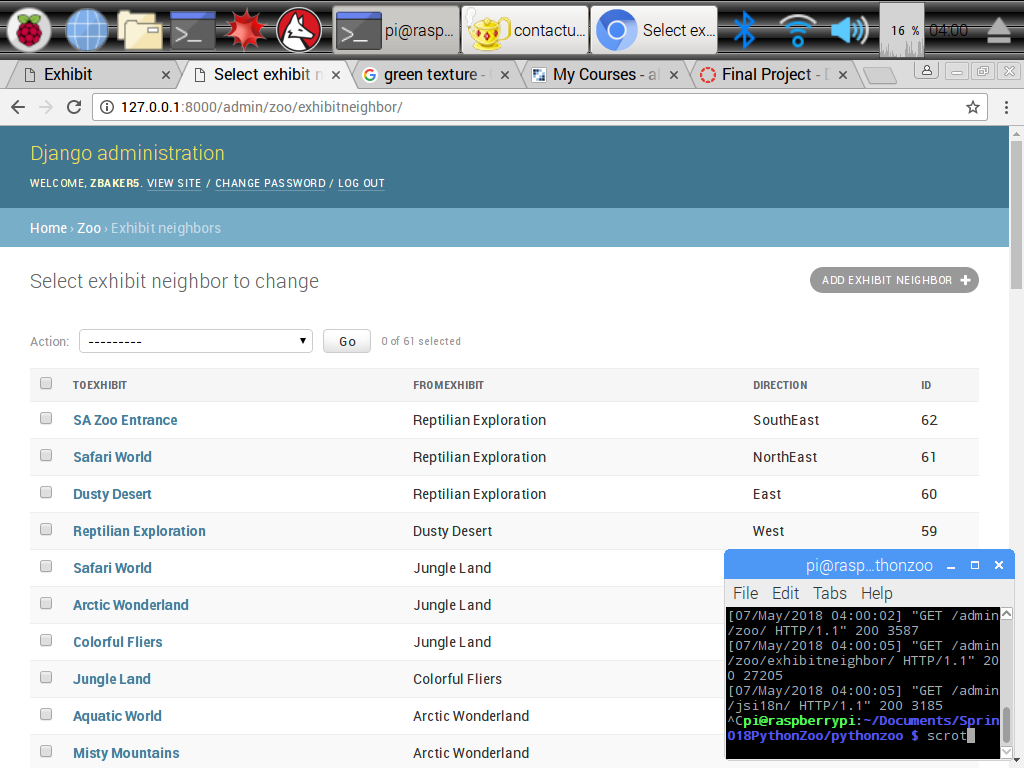 pi@rasp... contactu... Select ex... 16 % 04:00
Exhibit Select exhibit n green texture - My Courses - a Final Project -
127.0.0.1:8000/admin/zoo/exhibitneighbor/
Django administration
WELCOME, ZBAKER5. VIEW SITE / CHANGE PASSWORD / LOG OUT
Home › Zoo › Exhibit neighbors
Select exhibit neighbor to change
ADD EXHIBIT NEIGHBOR +
Action: --------- Go 0 of 61 selected
TOEXHIBIT FROMEXHIBIT DIRECTION ID
SA Zoo Entrance Reptilian Exploration SouthEast 62
Safari World Reptilian Exploration NorthEast 61
Dusty Desert Reptilian Exploration East 60
Reptilian Exploration Dusty Desert West 59
Safari World Jungle Land
Arctic Wonderland Jungle Land
Colorful Fliers Jungle Land
Jungle Land Colorful Fliers
Aquatic World Arctic Wonderland
Misty Mountains Arctic Wonderland
pi@rasp...thonzoo
File Edit Tabs Help
[07/May/2018 04:00:02] "GET /admin
/zoo/ HTTP/1.1" 200 3587
[07/May/2018 04:00:05] "GET /admin
/zoo/exhibitneighbor/ HTTP/1.1" 20
0 27205
[07/May/2018 04:00:05] "GET /admin
/jsi18n/ HTTP/1.1" 200 3185
^Cpi@raspberrypi:~/Documents/Sprin
018PythonZoo/pythonzoo $ scrot